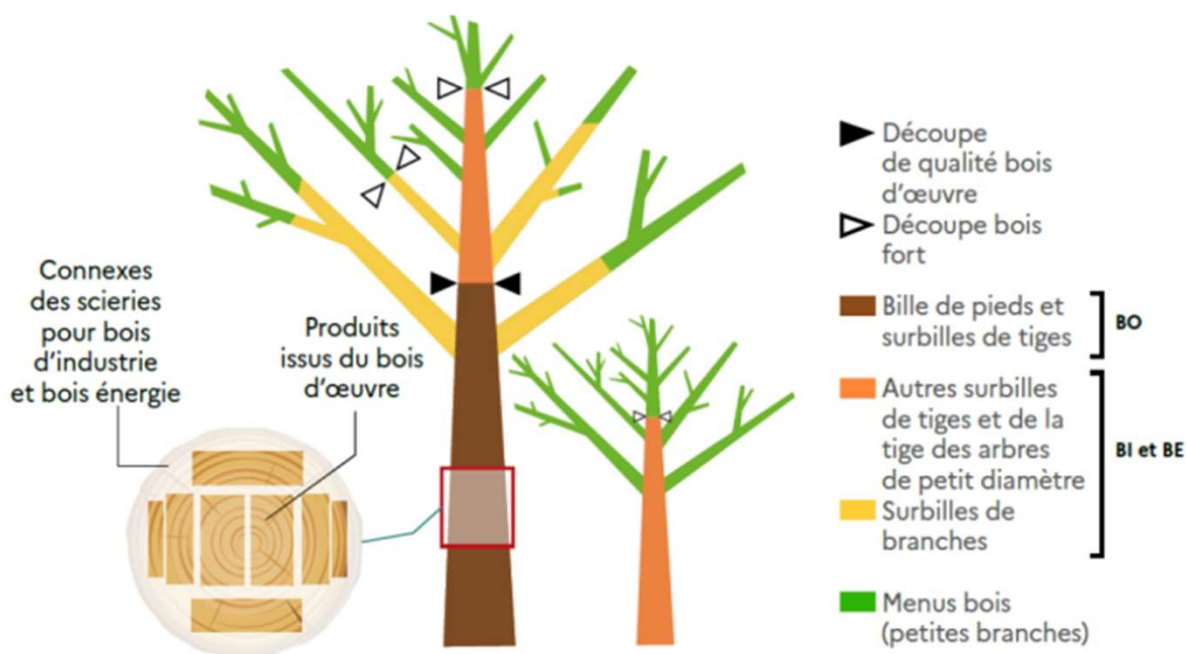 Connexes
des scieries
pour bois
d'industrie
et bois énergie
Produits
issus du bois
d'œuvre
Découpe
de qualité bois
d'œuvre
Découpe bois
fort
Bille de pieds et
surbilles de tiges
BO
Autres surbilles
de tiges et de la
tige des arbres
de petit diamètre
Surbilles de
branches
BI et BE
Menus bois
(petites branches)